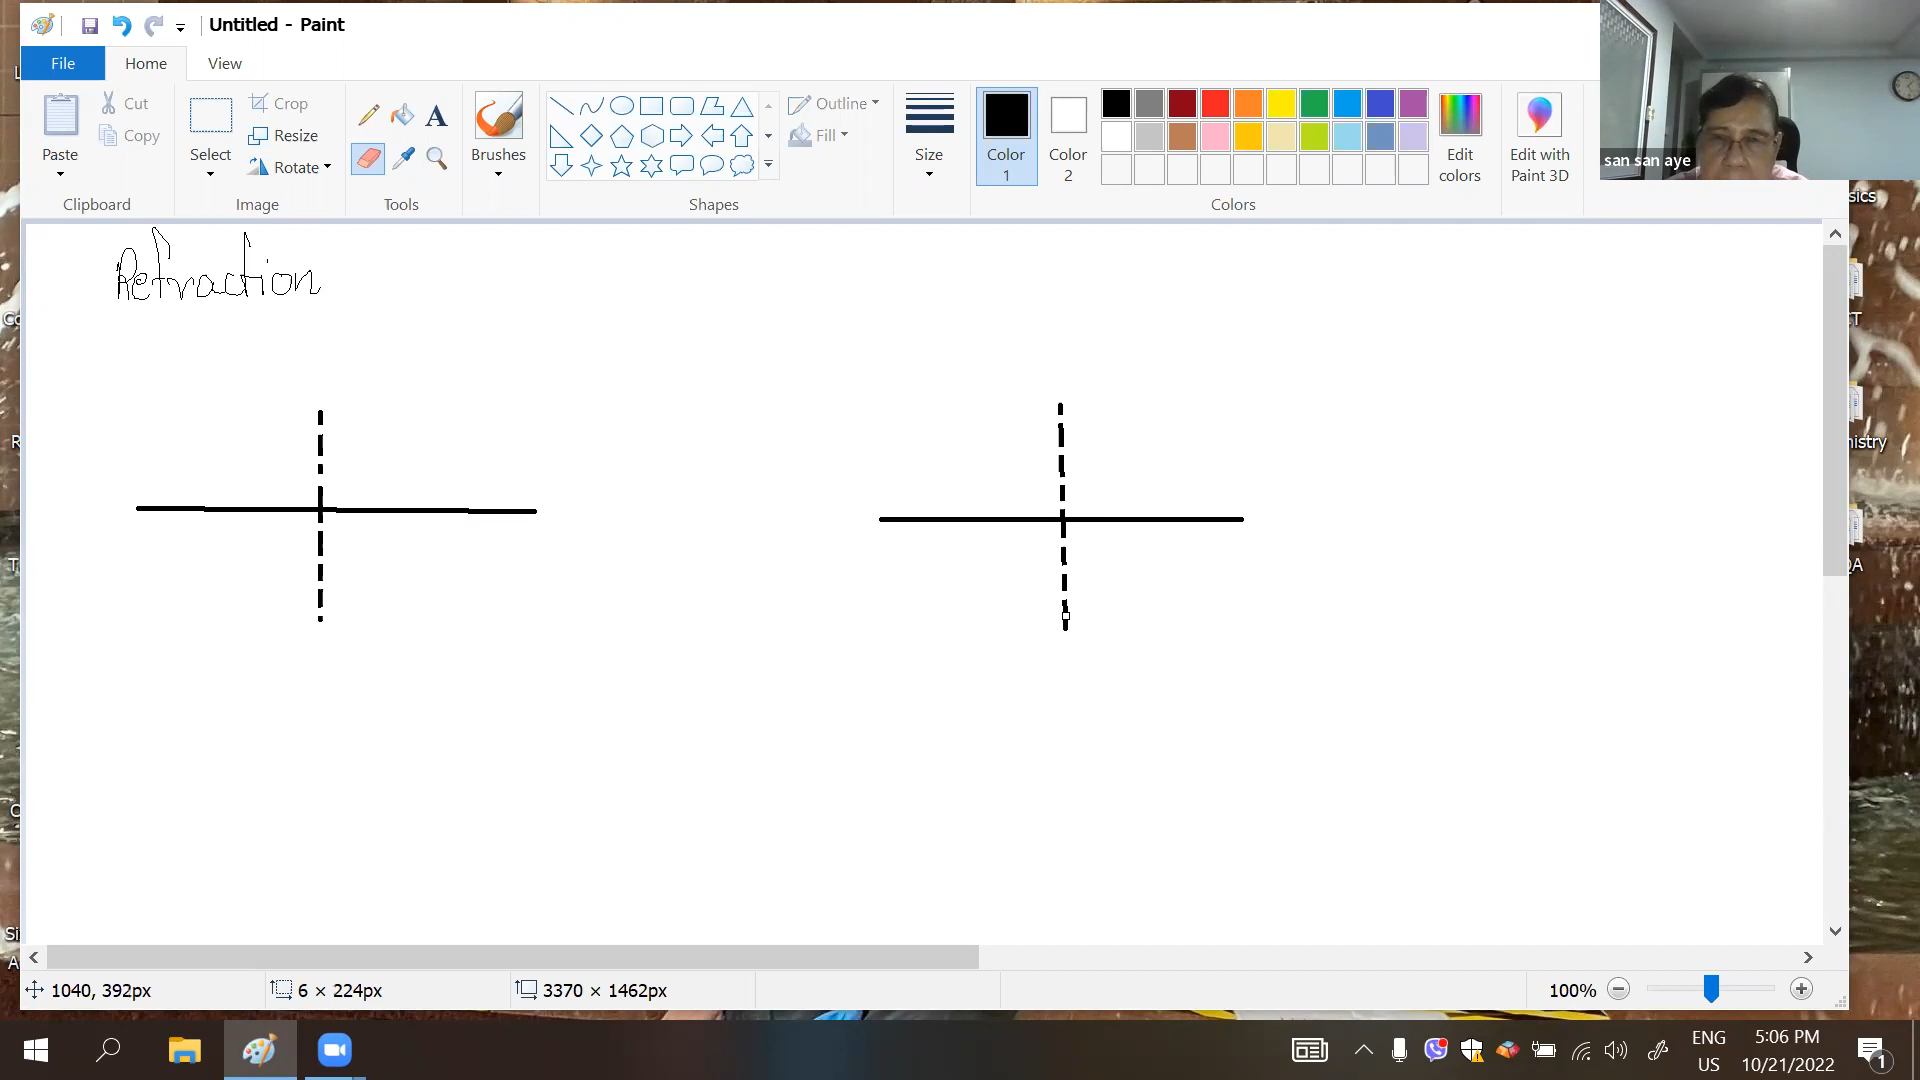 Untitled - Paint
File
Home
View
Paste
Cut
Copy
Clipboard
Select
Crop
Resize
Rotate
Image
Tools
Brushes
Shapes
Outline
Fill
Size
Color
1
Color
2
Colors
Edit
colors
Edit with
Paint 3D
san san aye
Refraction
1040, 392px
6 × 224px
3370 × 1462px
100%
ENG
US
5:06 PM
10/21/2022
1